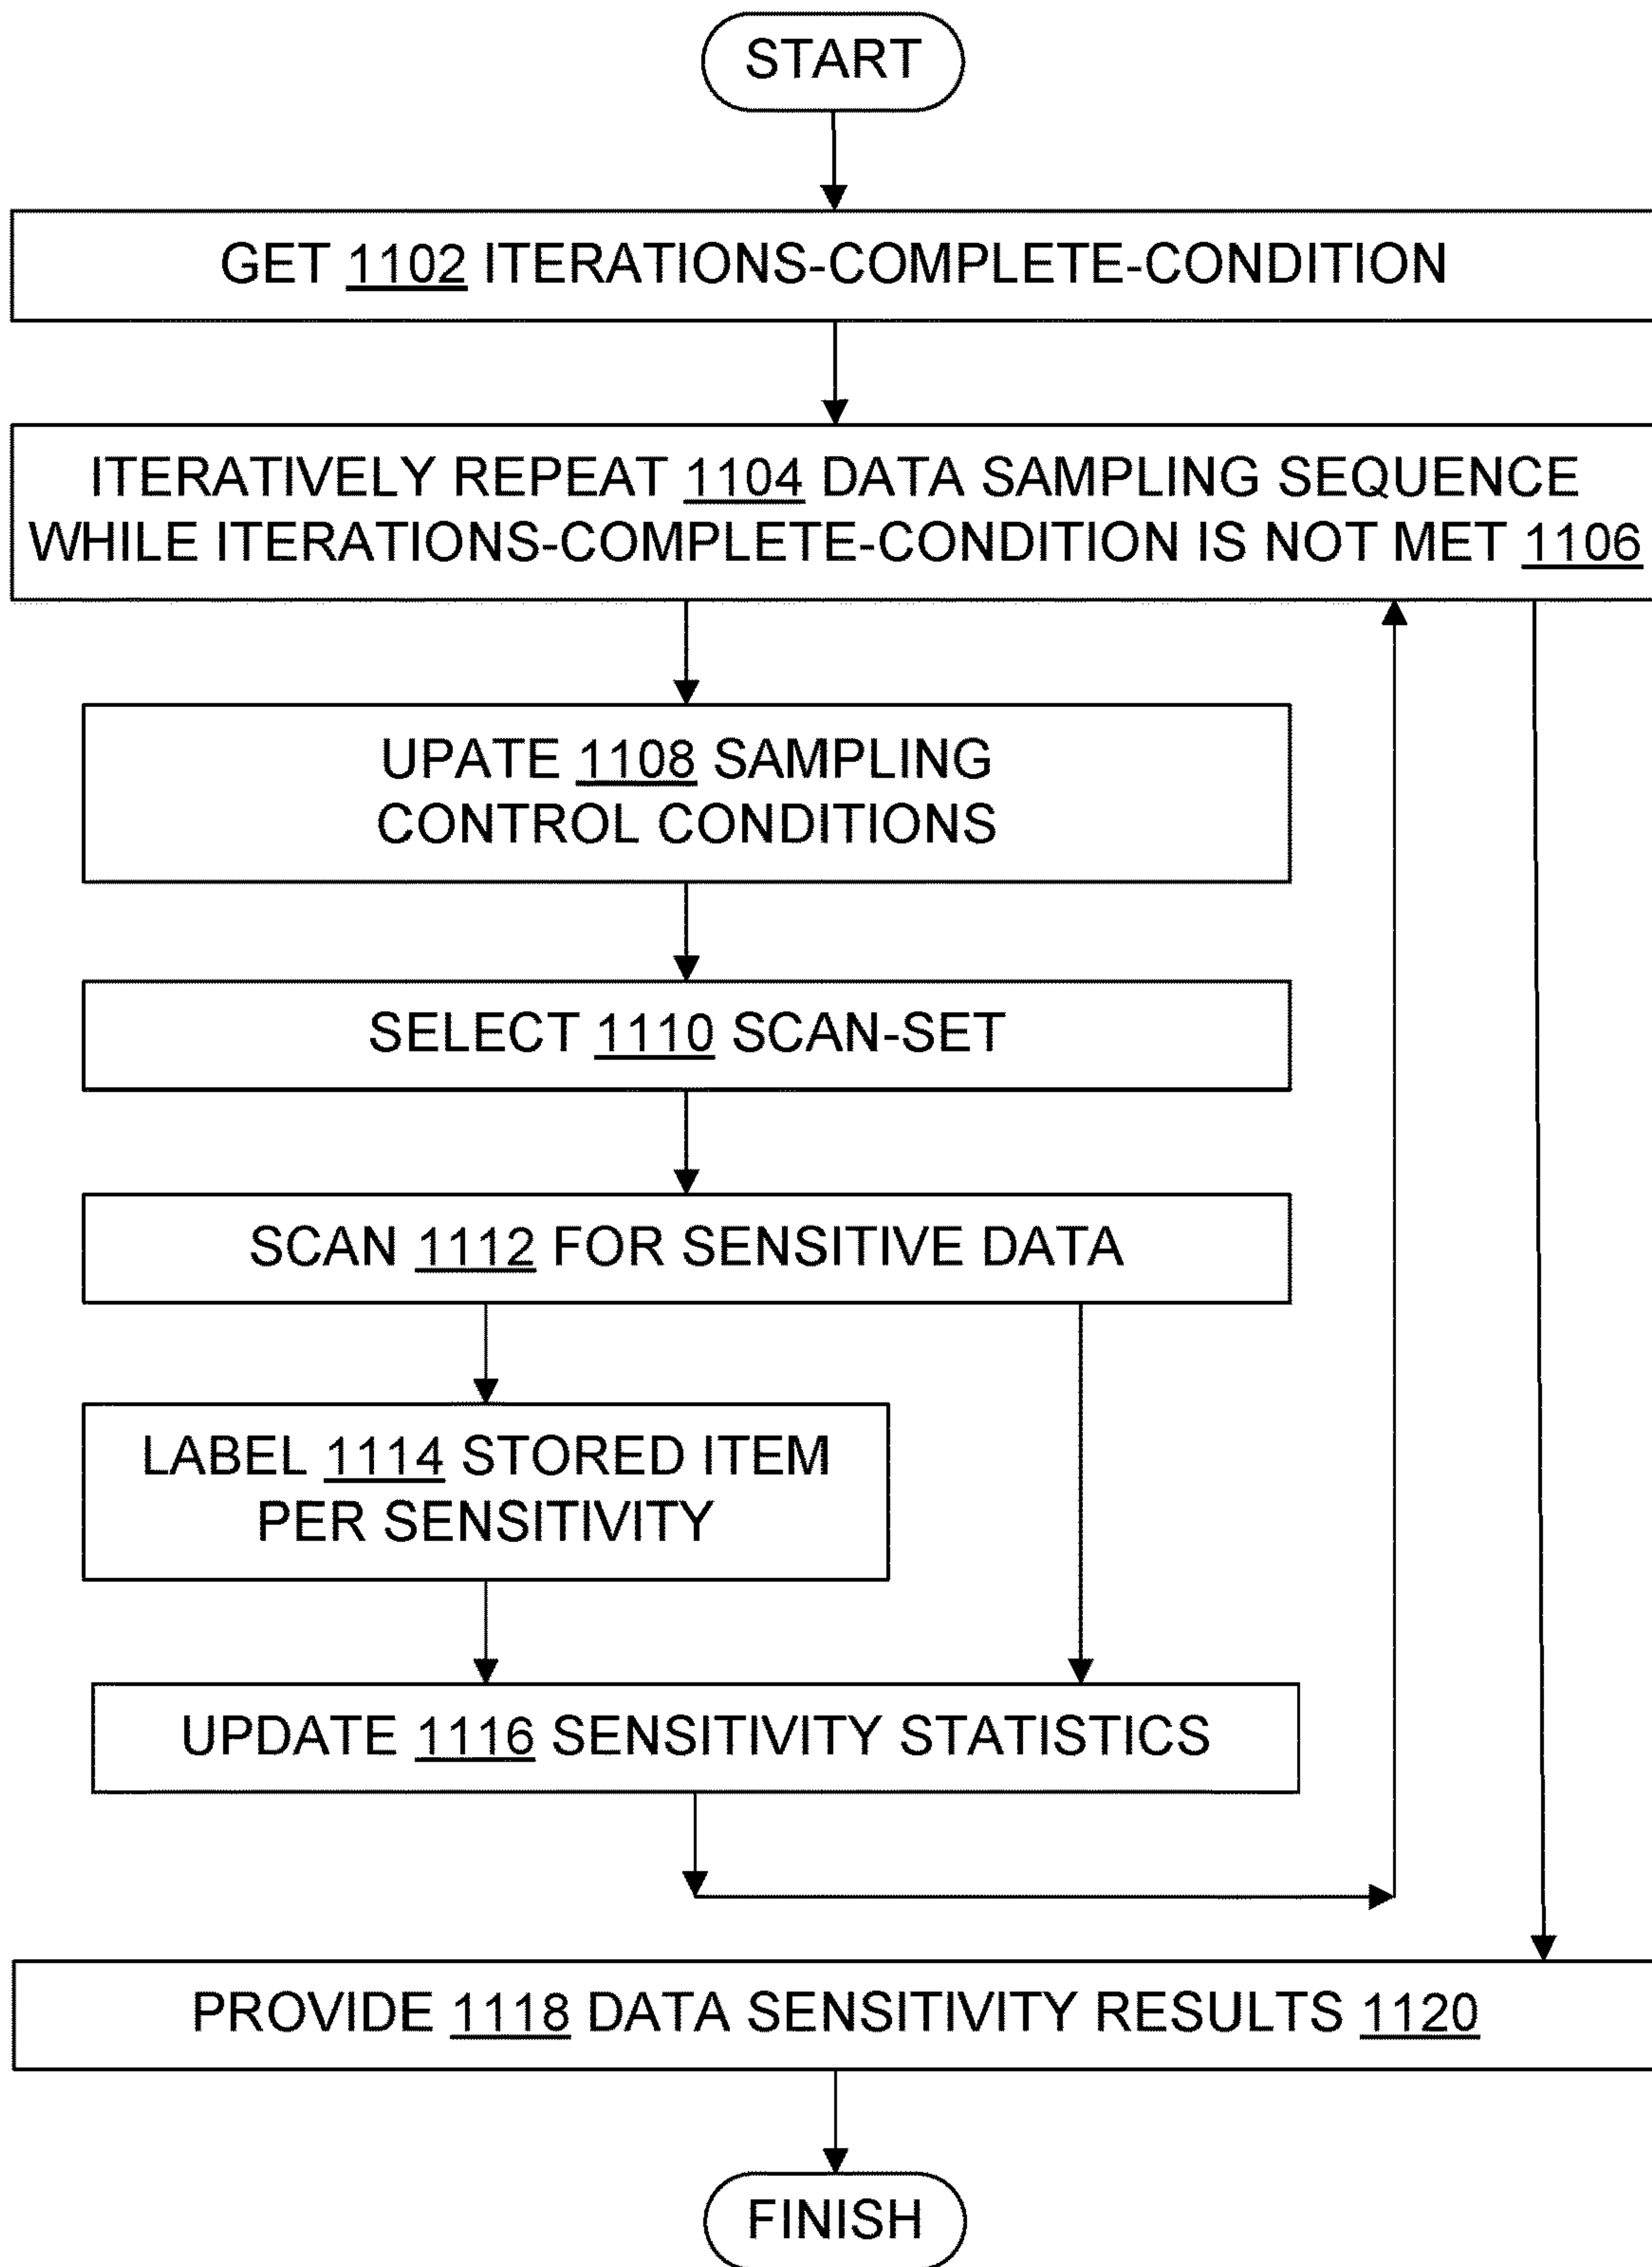 START
GET 1102 ITERATIONS-COMPLETE-CONDITION
ITERATIVELY REPEAT 1104 DATA SAMPLING SEQUENCE
WHILE ITERATIONS-COMPLETE-CONDITION IS NOT MET 1106
UPATE 1108 SAMPLING
CONTROL CONDITIONS
SELECT 1110 SCAN-SET
SCAN 1112 FOR SENSITIVE DATA
LABEL 1114 STORED ITEM
PER SENSITIVITY
UPDATE 1116 SENSITIVITY STATISTICS
PROVIDE 1118 DATA SENSITIVITY RESULTS 1120
FINISH